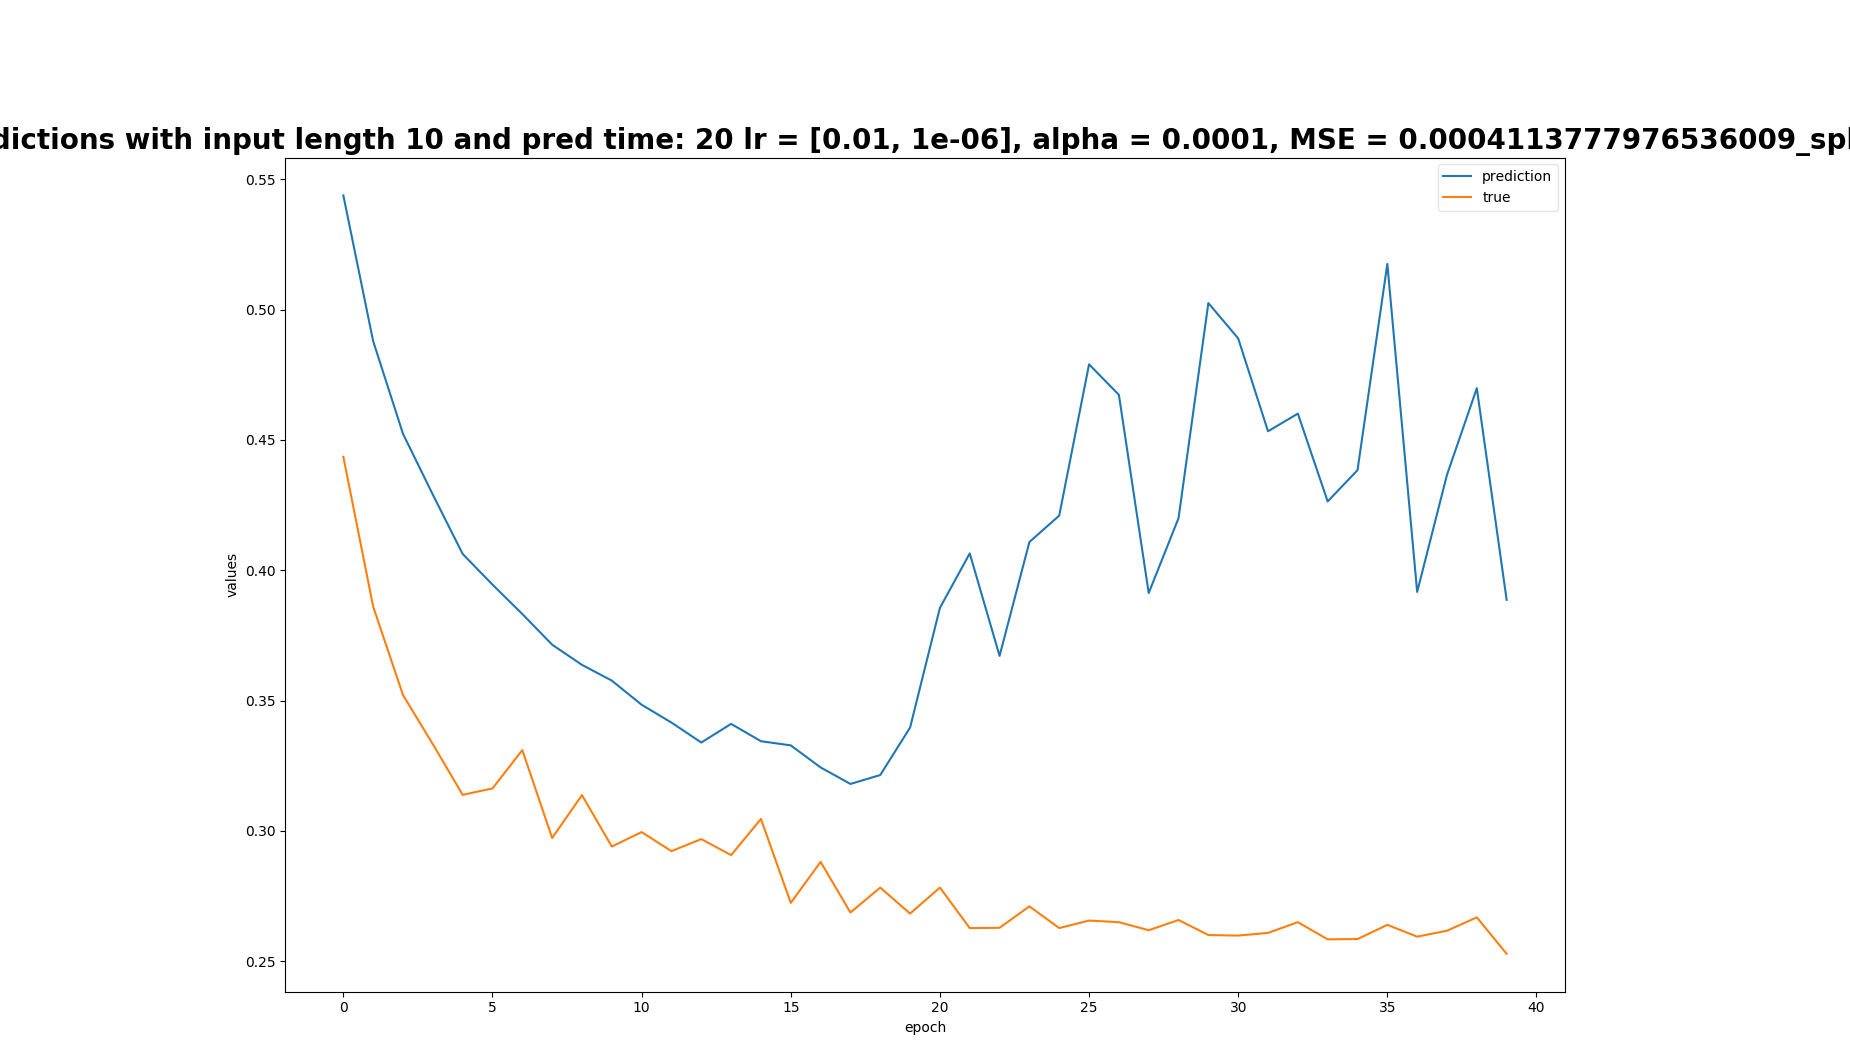 dictions with input length 10 and pred time: 20 lr = [0.01, 1e-06], alpha = 0.0001, MSE = 0.0004113777976536009_spl
prediction
true
0.55
0.50
0.45
0.40
0.35
0.30
0.25
values
0 5 10 15 20 25 30 35 40
epoch